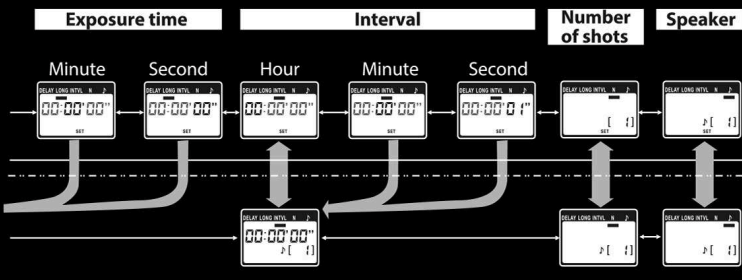 Exposure time
Interval
Number
of shots
Speaker
Minute
Second
Hour
Minute
Second
DELAY LONG INTVL N ♪
00:00'00"
SET
DELAY LONG INTVL N ♪
00:00'00"
SET
DELAY LONG INTVL N ♪
00:00'00"
SET
DELAY LONG INTVL N ♪
00:00'00"
SET
DELAY LONG INTVL N ♪
00:00'01"
SET
DELAY LONG INTVL N ♪
[ 1]
SET
DELAY LONG INTVL N ♪
♪[ 1]
SET
DELAY LONG INTVL N ♪
00:00'00"
♪[ 1]
DELAY LONG INTVL N ♪
♪[ 1]
DELAY LONG INTVL N ♪
♪[ 1]